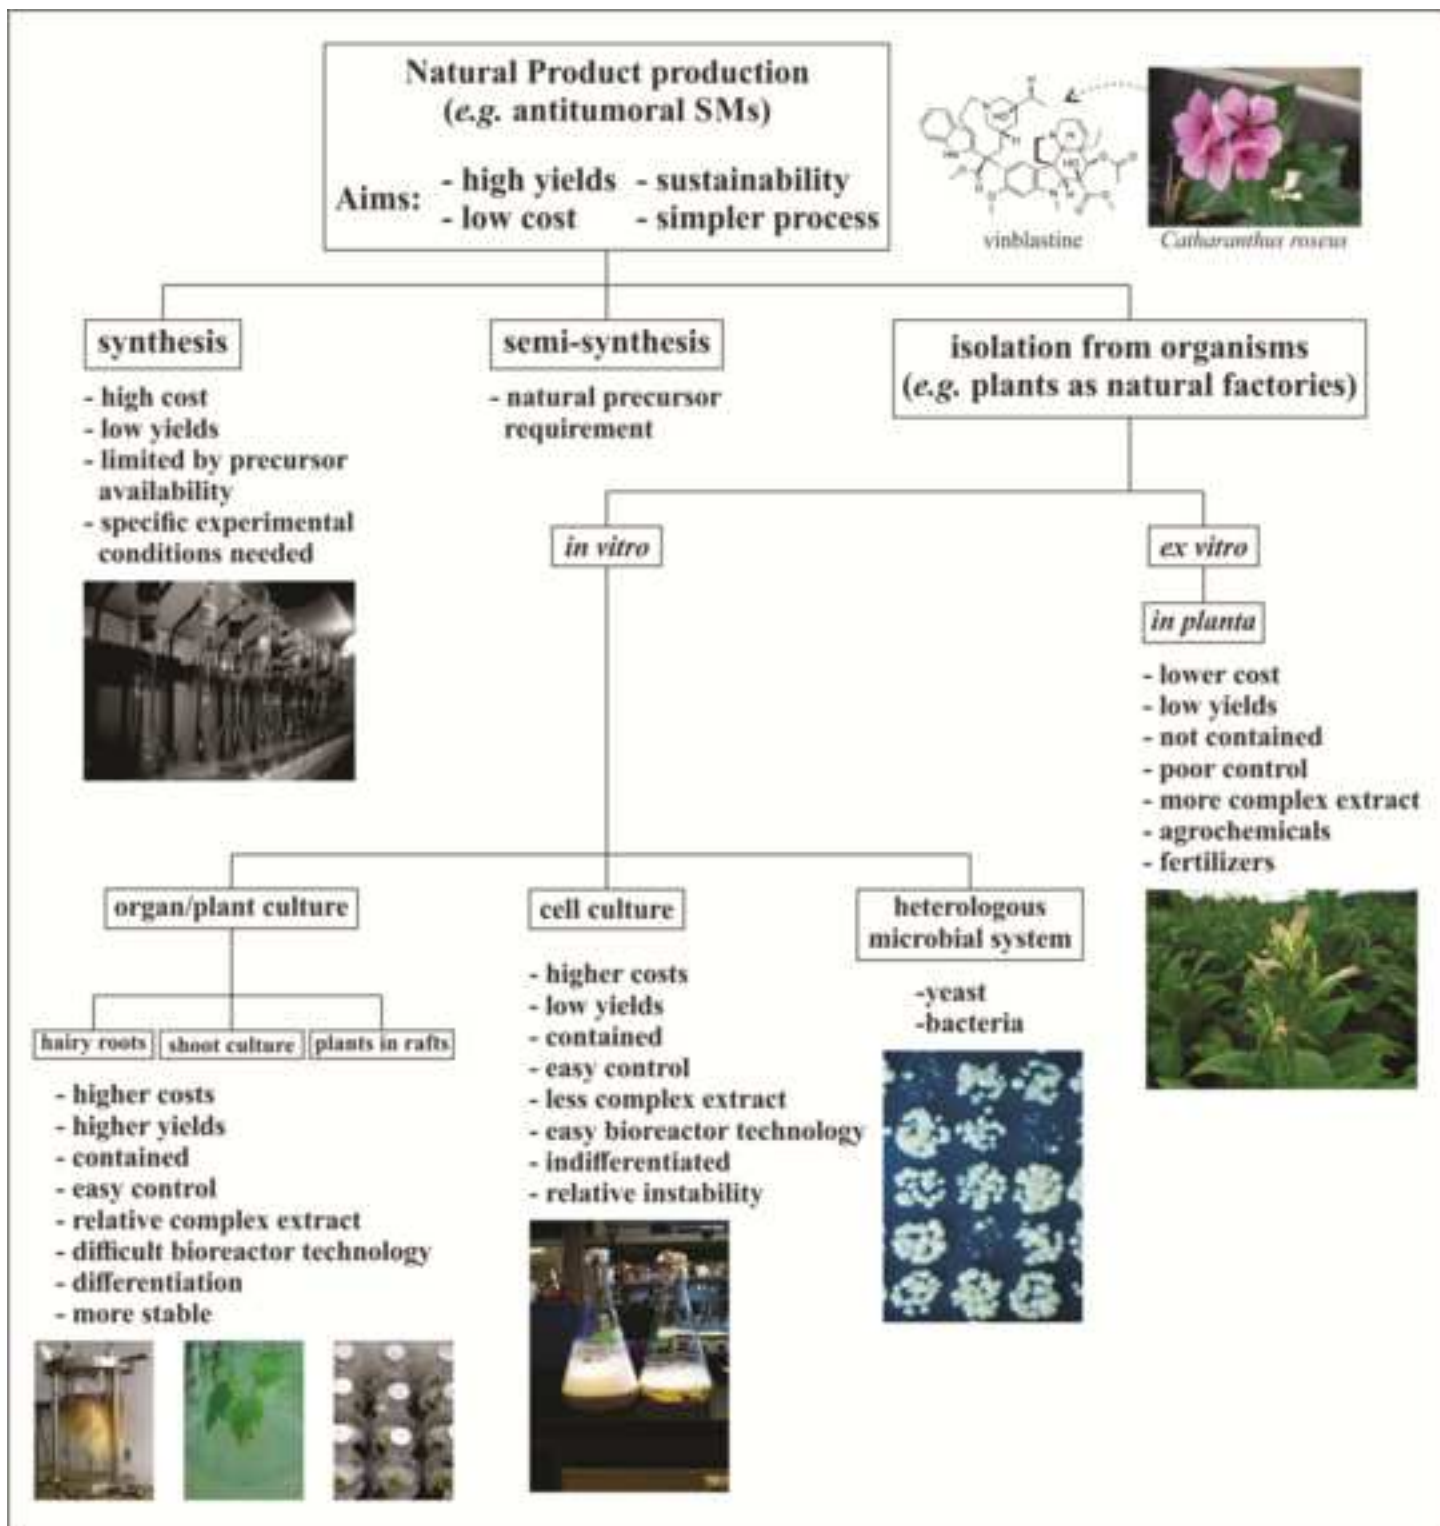 Natural Product production
(e.g. antitumoral SMs)
Aims:
- high yields - sustainability
- low cost - simpler process
vinblastine
Catharanthus roseus
synthesis
- high cost
- low yields
- limited by precursor
availability
- specific experimental
conditions needed
semi-synthesis
- natural precursor
requirement
isolation from organisms
(e.g. plants as natural factories)
in vitro
ex vitro
in planta
- lower cost
- low yields
- not contained
- poor control
- more complex extract
- agrochemicals
- fertilizers
organ/plant culture
hairy roots
shoot culture
plants in rafts
- higher costs
- higher yields
- contained
- easy control
- relative complex extract
- difficult bioreactor technology
- differentiation
- more stable
cell culture
- higher costs
- low yields
- contained
- easy control
- less complex extract
- easy bioreactor technology
- indifferentiated
- relative instability
heterologous
microbial system
-yeast
-bacteria